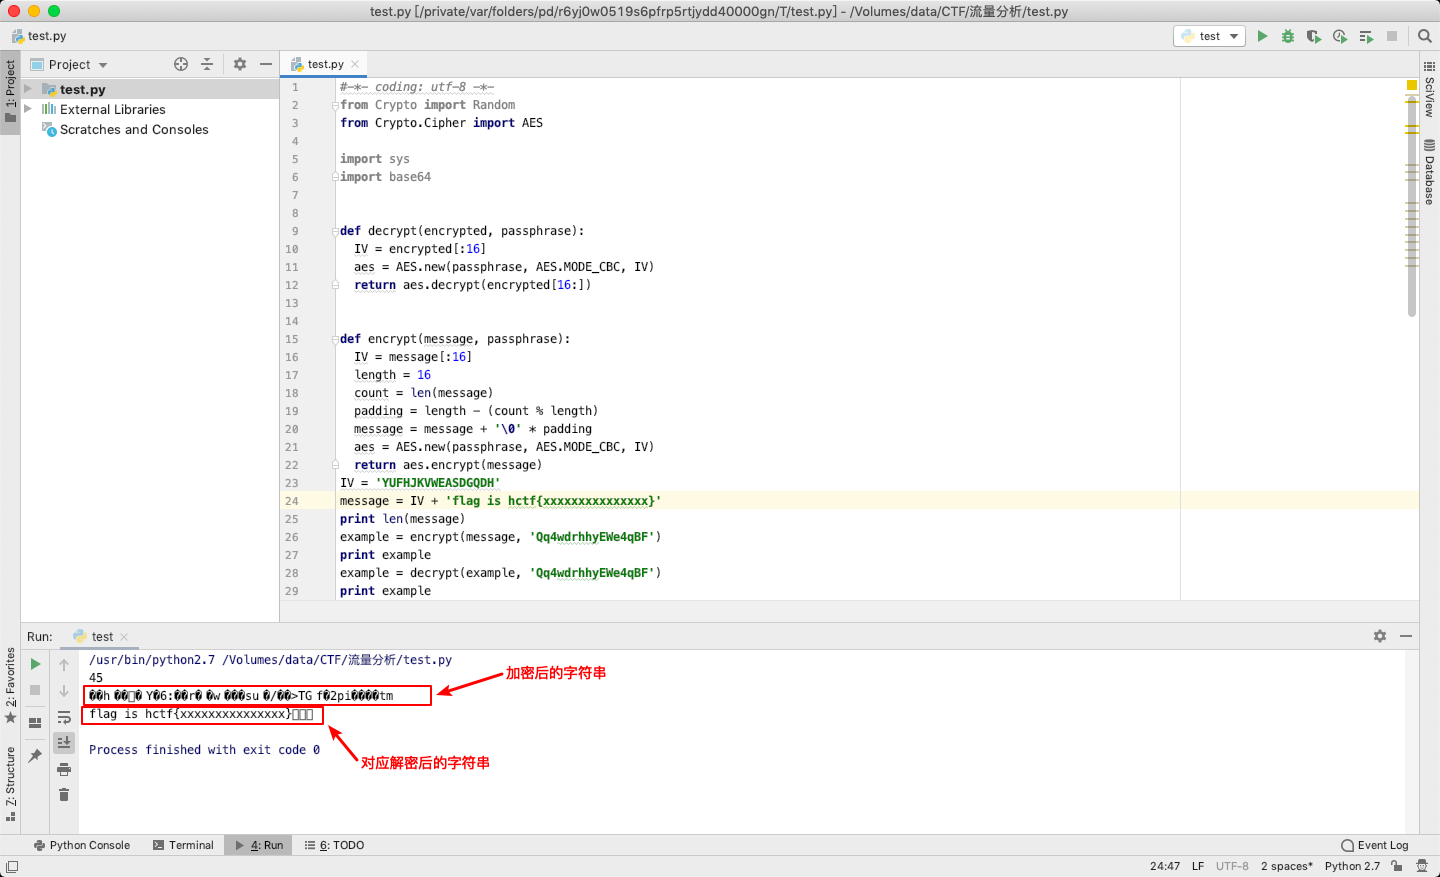 test.py [/private/var/folders/pd/r6yj0w0519s6pfrp5rtjydd40000gn/T/test.py] - /Volumes/data/CTF/流量分析/test.py
test.py
test
1: Project
Project
test.py
External Libraries
Scratches and Consoles
test.py
1 #-*- coding: utf-8 -*-
2 from Crypto import Random
3 from Crypto.Cipher import AES
4
5 import sys
6 import base64
7
8
9 def decrypt(encrypted, passphrase):
10 IV = encrypted[:16]
11 aes = AES.new(passphrase, AES.MODE_CBC, IV)
12 return aes.decrypt(encrypted[16:])
13
14
15 def encrypt(message, passphrase):
16 IV = message[:16]
17 length = 16
18 count = len(message)
19 padding = length - (count % length)
20 message = message + '\0' * padding
21 aes = AES.new(passphrase, AES.MODE_CBC, IV)
22 return aes.encrypt(message)
23 IV = 'YUFHJKVWEASDGQDH'
24 message = IV + 'flag is hctf{xxxxxxxxxxxxxxx}'
25 print len(message)
26 example = encrypt(message, 'Qq4wdrhhyEWe4qBF')
27 print example
28 example = decrypt(example, 'Qq4wdrhhyEWe4qBF')
29 print example
SciView
Database
2: Favorites
Z: Structure
Run:
test
/usr/bin/python2.7 /Volumes/data/CTF/流量分析/test.py
45
��h ��□� Y�6:��r� �w ���su �/��>TG f�2pi����tm
flag is hctf{xxxxxxxxxxxxxxx}□□□
Process finished with exit code 0
加密后的字符串
对应解密后的字符串
Python Console
Terminal
4: Run
6: TODO
Event Log
24:47
LF
UTF-8
2 spaces*
Python 2.7